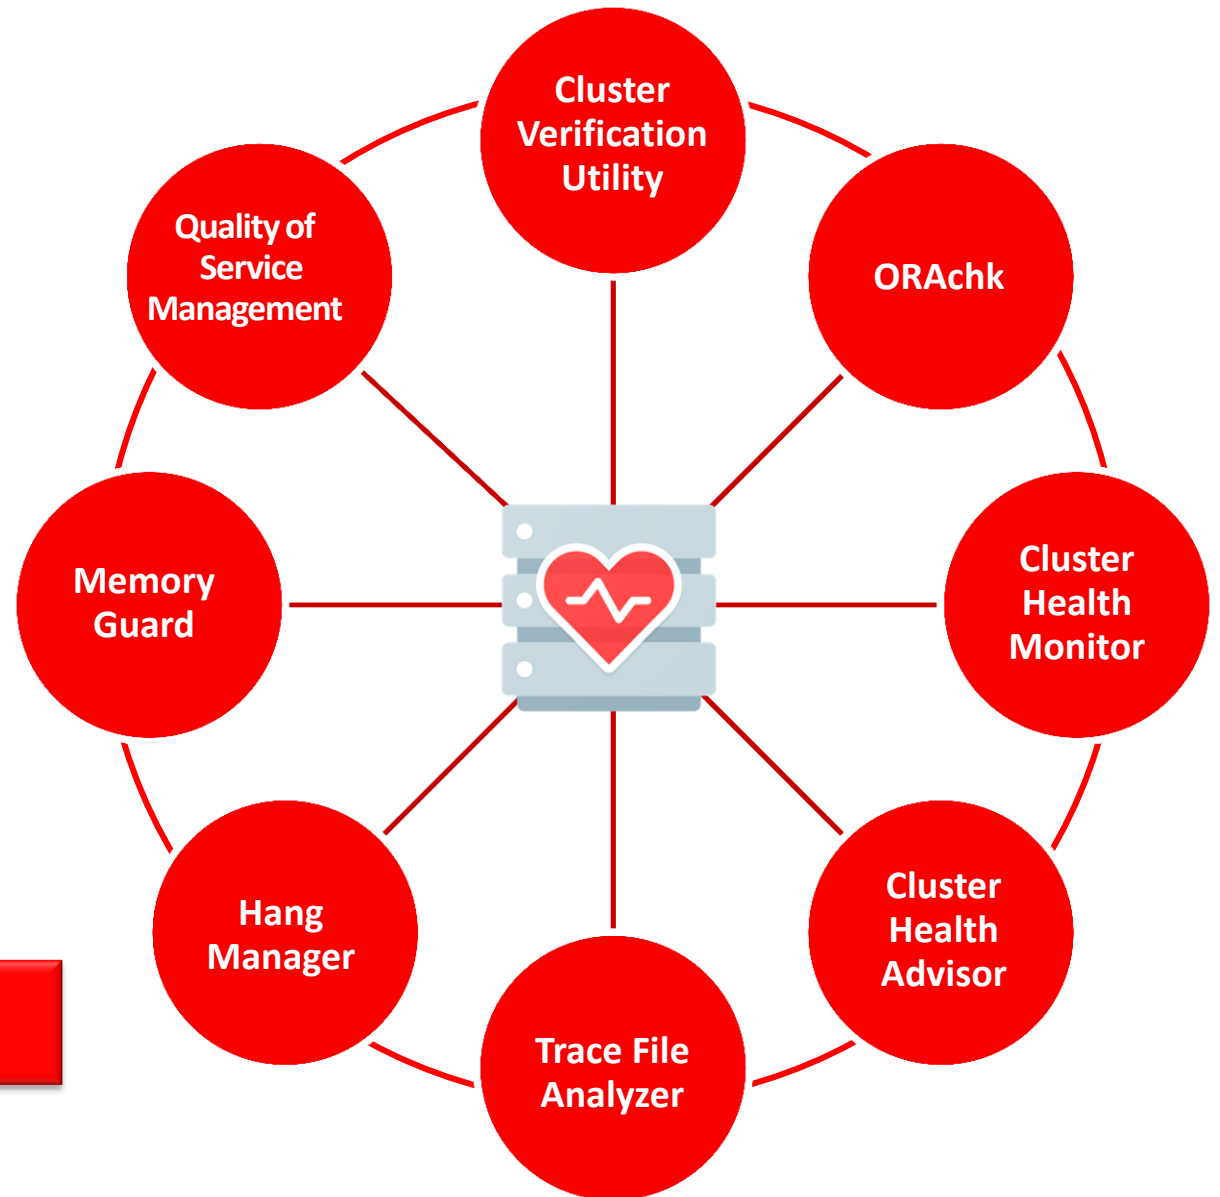 Cluster
Verification
Utility
ORAchk
Cluster
Health
Monitor
Cluster
Health
Advisor
Trace File
Analyzer
Hang
Manager
Memory
Guard
Quality of
Service
Management